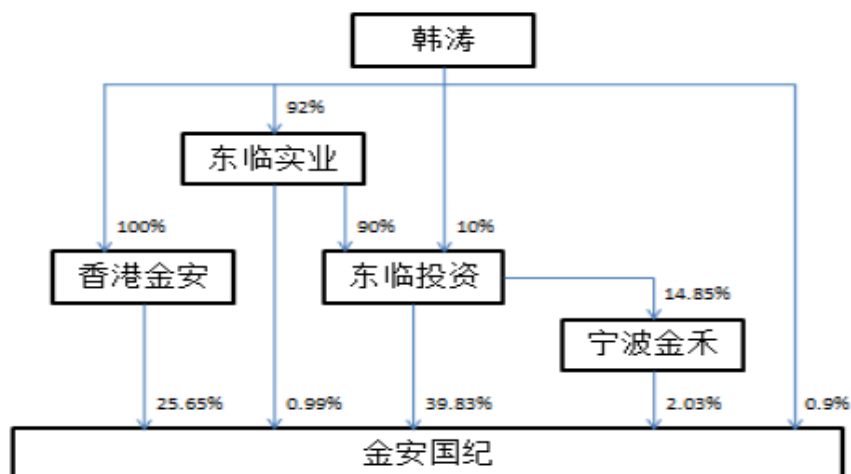 韩涛
92%
东临实业
100%
90%
10%
香港金安
东临投资
14.85%
宁波金禾
25.65%
0.99%
39.83%
2.03%
0.9%
金安国纪